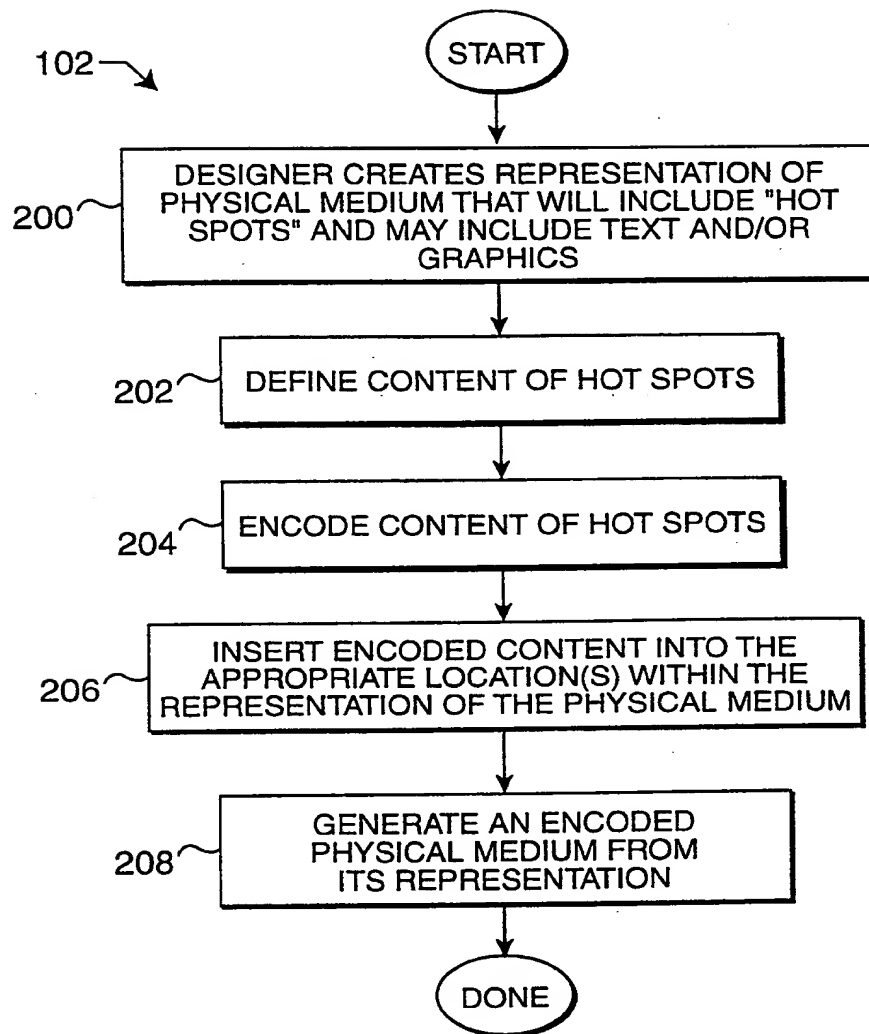 START
102
200
DESIGNER CREATES REPRESENTATION OF
PHYSICAL MEDIUM THAT WILL INCLUDE "HOT
SPOTS" AND MAY INCLUDE TEXT AND/OR
GRAPHICS
202
DEFINE CONTENT OF HOT SPOTS
204
ENCODE CONTENT OF HOT SPOTS
206
INSERT ENCODED CONTENT INTO THE
APPROPRIATE LOCATION(S) WITHIN THE
REPRESENTATION OF THE PHYSICAL MEDIUM
208
GENERATE AN ENCODED
PHYSICAL MEDIUM FROM
ITS REPRESENTATION
DONE